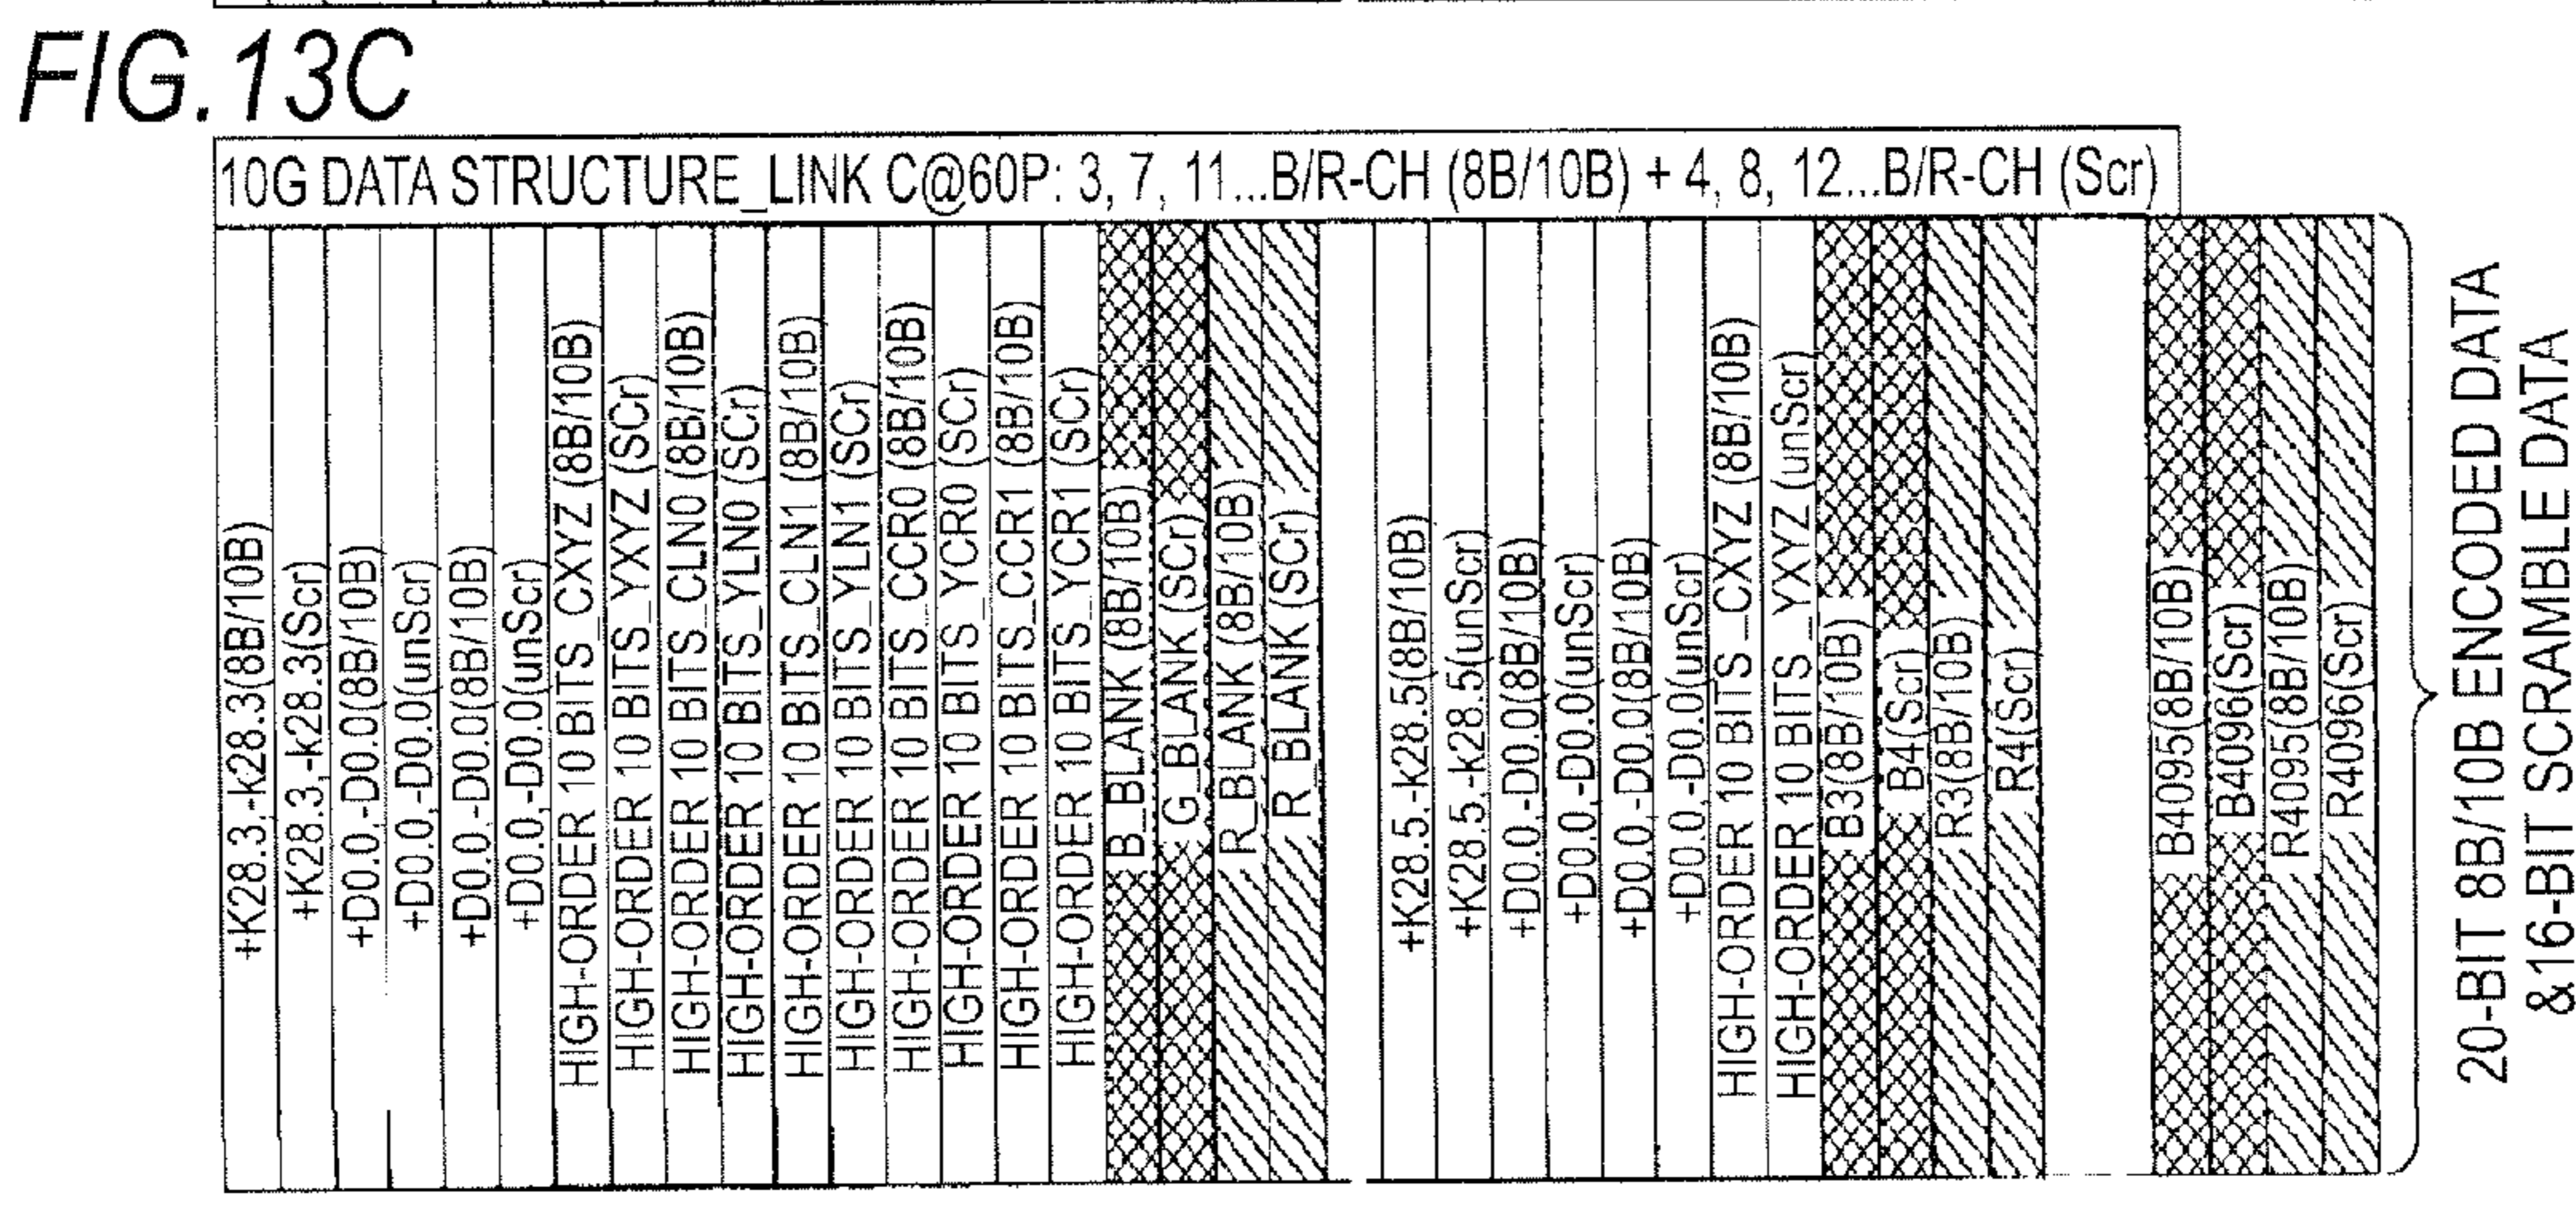 FIG.13C
10G DATA STRUCTURE_LINK C@60P: 3, 7, 11...B/R-CH (8B/10B) + 4, 8, 12...B/R-CH (Scr)
+K28.3,-k28.3(8B/10B)
+K28.3,-k28.3(Scr)
+D0.0,-D0.0(8B/10B)
+D0.0,-D0.0(unScr)
+D0.0,-D0.0(8B/10B)
+D0.0,-D0.0(unScr)
HIGH-ORDER 10 BITS_CXYZ (8B/10B)
HIGH-ORDER 10 BITS_YXYZ (SCr)
HIGH-ORDER 10 BITS_CLN0 (8B/10B)
HIGH-ORDER 10 BITS_YLN0 (SCr)
HIGH-ORDER 10 BITS_CLN1 (8B/10B)
HIGH-ORDER 10 BITS_YLN1 (SCr)
HIGH-ORDER 10 BITS_CCR0 (8B/10B)
HIGH-ORDER 10 BITS_YCR0 (SCr)
HIGH-ORDER 10 BITS_CCR1 (8B/10B)
HIGH-ORDER 10 BITS_YCR1 (SCr)
B_BLANK (8B/10B)
G_BLANK (SCr)
R_BLANK (8B/10B)
R_BLANK (SCr)
+K28.5,-k28.5(8B/10B)
+K28.5,-k28.5(unScr)
+D0.0,-D0.0(8B/10B)
+D0.0,-D0.0(unScr)
+D0.0,-D0.0(8B/10B)
+D0.0,-D0.0(unScr)
HIGH-ORDER 10 BITS_CXYZ (8B/10B)
HIGH-ORDER 10 BITS_YXYZ (unScr)
B3(8B/10B)
B4(Scr)
R3(8B/10B)
R4(Scr)
B4095(8B/10B)
B4096(Scr)
R4095(8B/10B)
R4096(Scr)
20-BIT 8B/10B ENCODED DATA
&16-BIT SCRAMBLE DATA